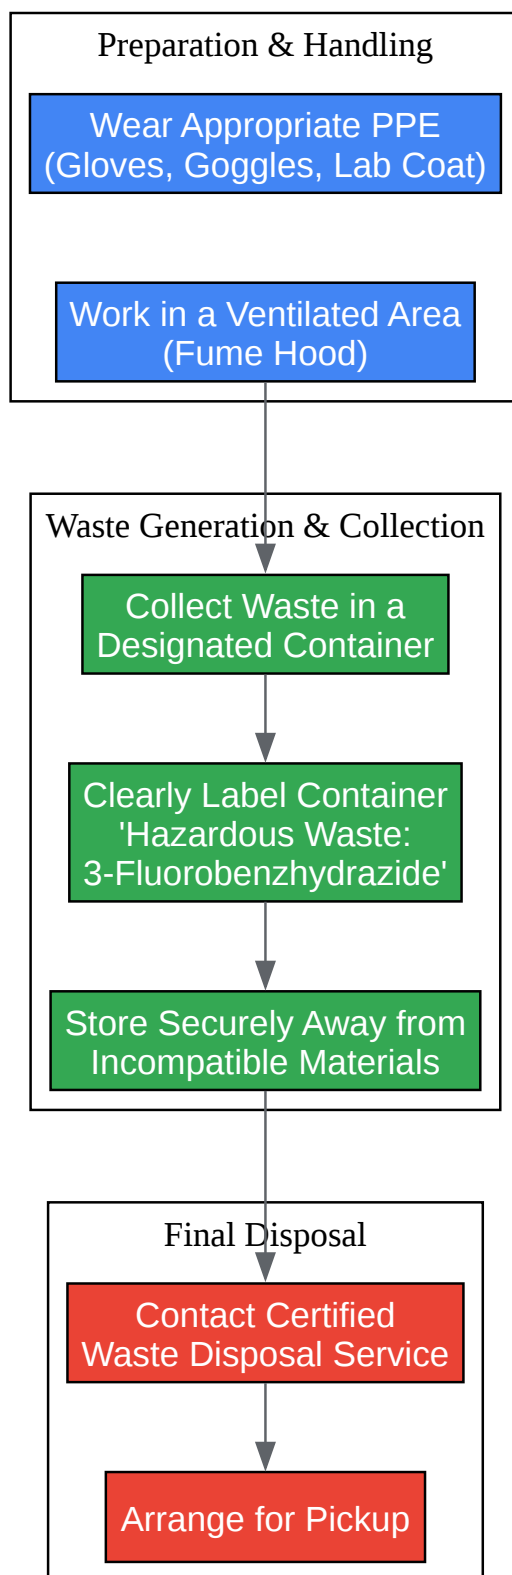 Preparation & Handling
Wear Appropriate PPE
(Gloves, Goggles, Lab Coat)
Work in a Ventilated Area
(Fume Hood)
Waste Generation & Collection
Collect Waste in a
Designated Container
Clearly Label Container
'Hazardous Waste:
3-Fluorobenzhydrazide'
Store Securely Away from
Incompatible Materials
Final Disposal
Contact Certified
Waste Disposal Service
Arrange for Pickup